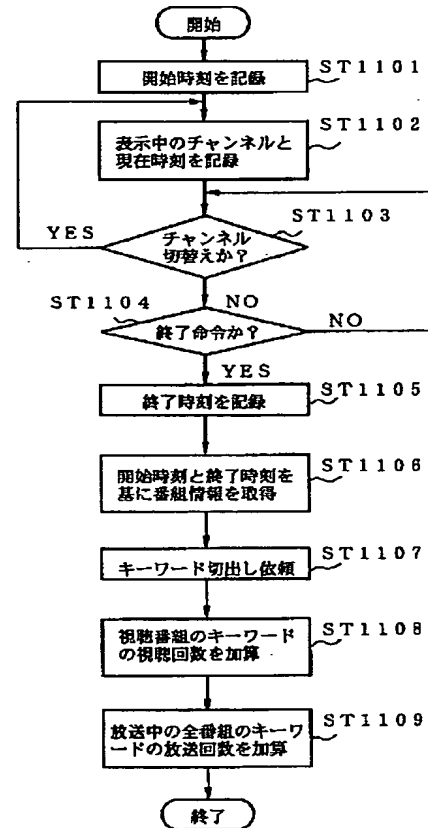 開始
開始時刻を記録
ST1101
表示中のチャンネルと
現在時刻を記録
ST1102
チャンネル
切替えか?
ST1103
YES
NO
終了命令か?
ST1104
NO
YES
終了時刻を記録
ST1105
開始時刻と終了時刻を
基に番組情報を取得
ST1106
キーワード切出し依頼
ST1107
視聴番組のキーワード
の視聴回数を加算
ST1108
放送中の全番組のキーワ
ードの放送回数を加算
ST1109
終了